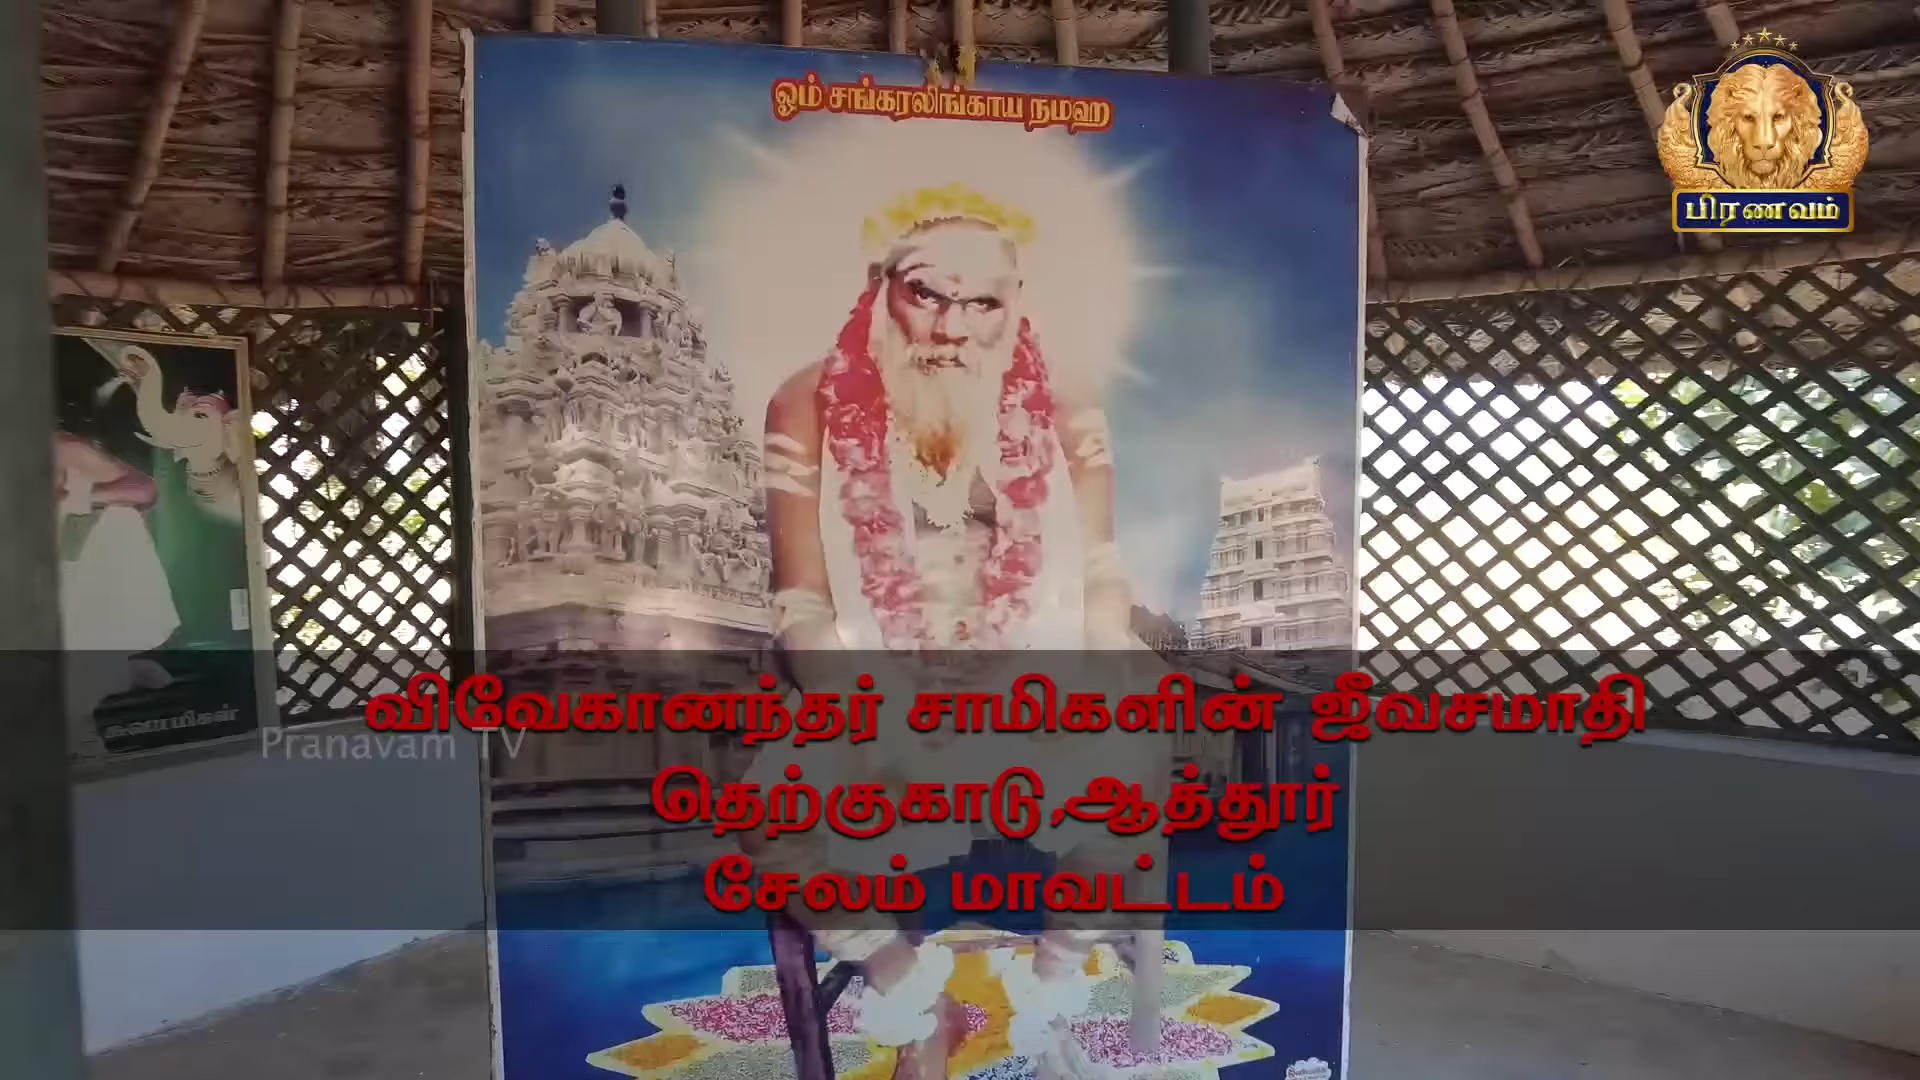 ஓம் சங்கரலிங்காய நமஹ
பிரணவம்
விவேகானந்தர் சாமிகளின் ஜீவசமாதி
Pranavam TV
தெற்குகாடு,ஆத்தூர்
சேலம் மாவட்டம்